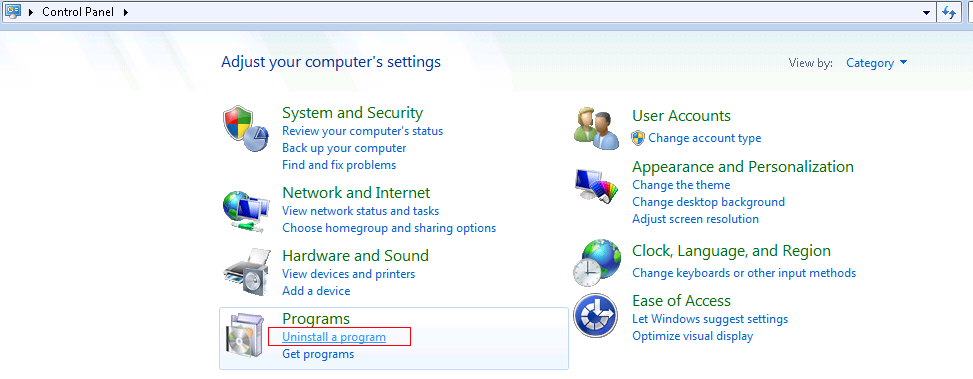 Control Panel
Adjust your computer's settings
View by: Category
System and Security
Review your computer's status
Back up your computer
Find and fix problems
Network and Internet
View network status and tasks
Choose homegroup and sharing options
Hardware and Sound
View devices and printers
Add a device
Programs
Uninstall a program
Get programs
User Accounts
Change account type
Appearance and Personalization
Change the theme
Change desktop background
Adjust screen resolution
Clock, Language, and Region
Change keyboards or other input methods
Ease of Access
Let Windows suggest settings
Optimize visual display